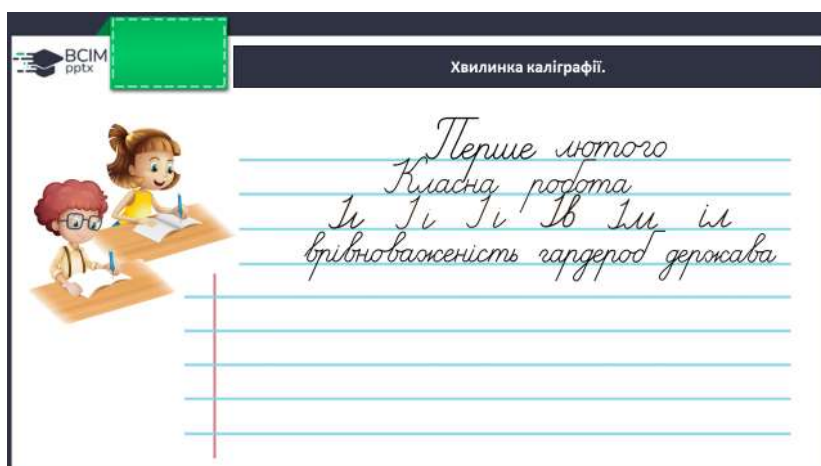 ВСІМ
pptx
Хвилинка каліграфії.
Перше лютого
Класна робота
Іі Іі Іі Ів Ім іл
врівноваженість гардероб держава